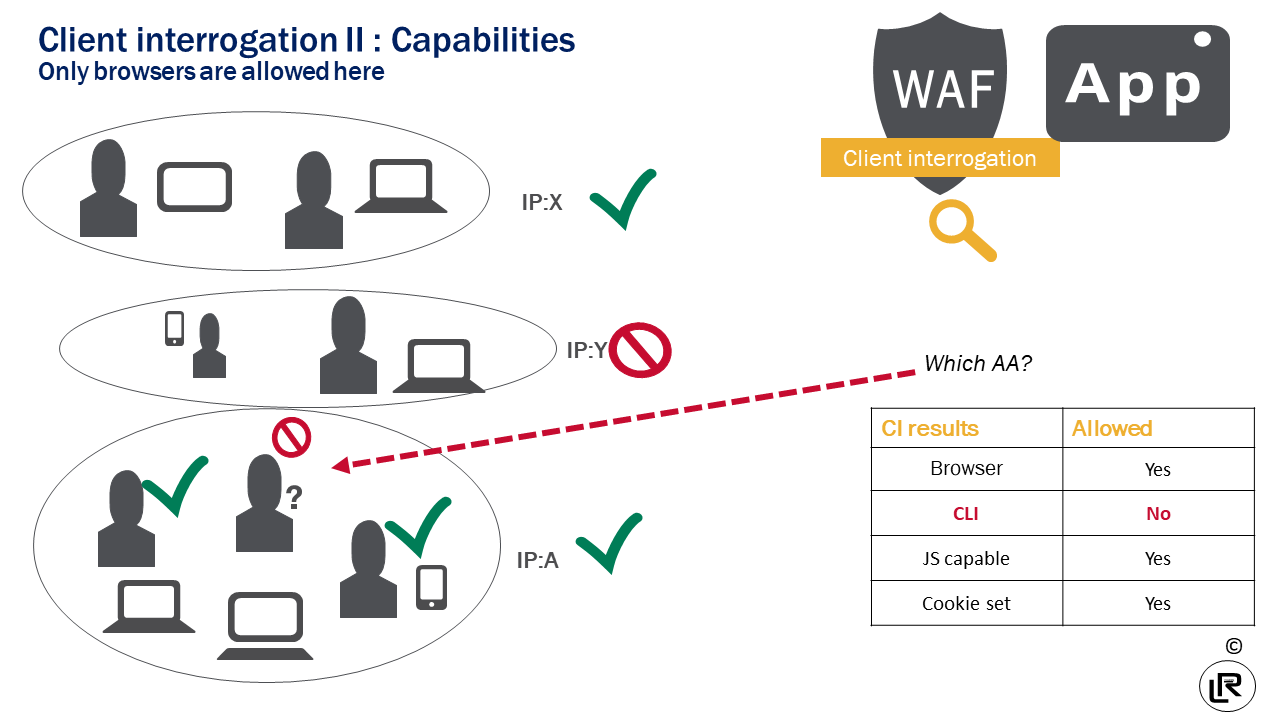 Client interrogation II : Capabilities
Only browsers are allowed here
WAF
App
Client interrogation
IP:X
IP:Y
Which AA?
?
IP:A
CI results Allowed
Browser Yes
CLI No
JS capable Yes
Cookie set Yes
©
LR